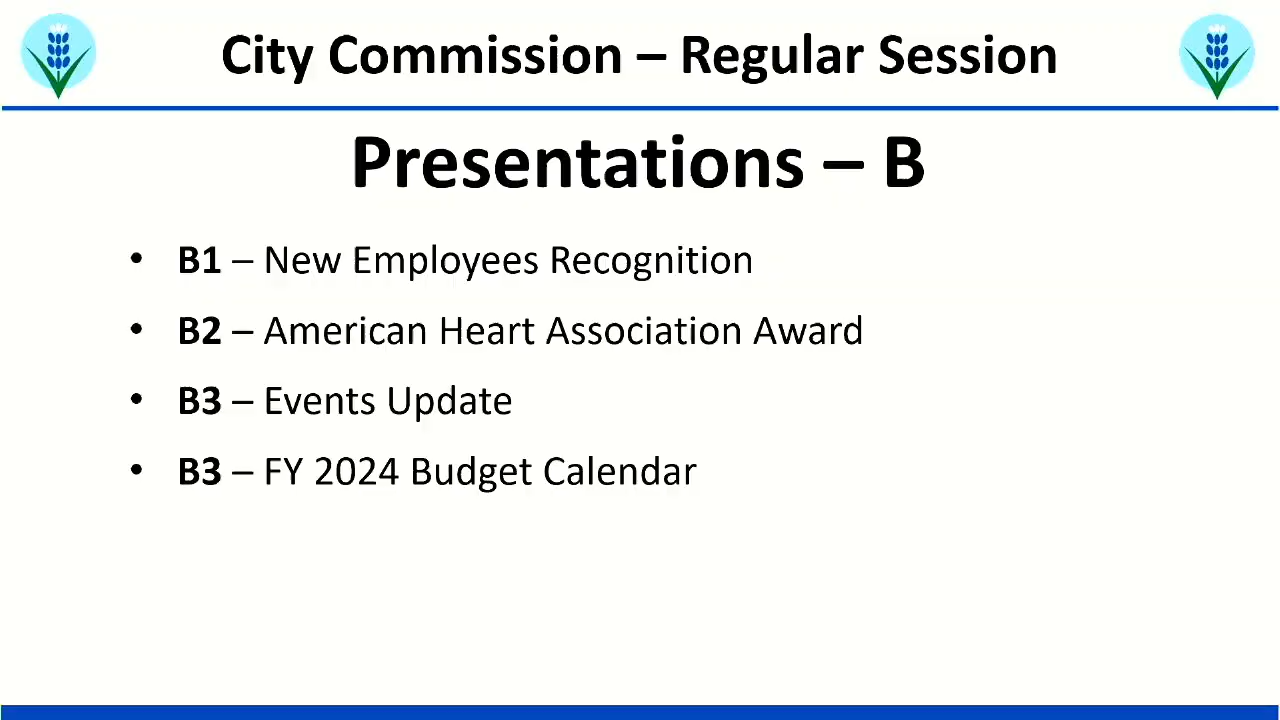 City Commission – Regular Session
Presentations – B
• B1 – New Employees Recognition
• B2 – American Heart Association Award
• B3 – Events Update
• B3 – FY 2024 Budget Calendar